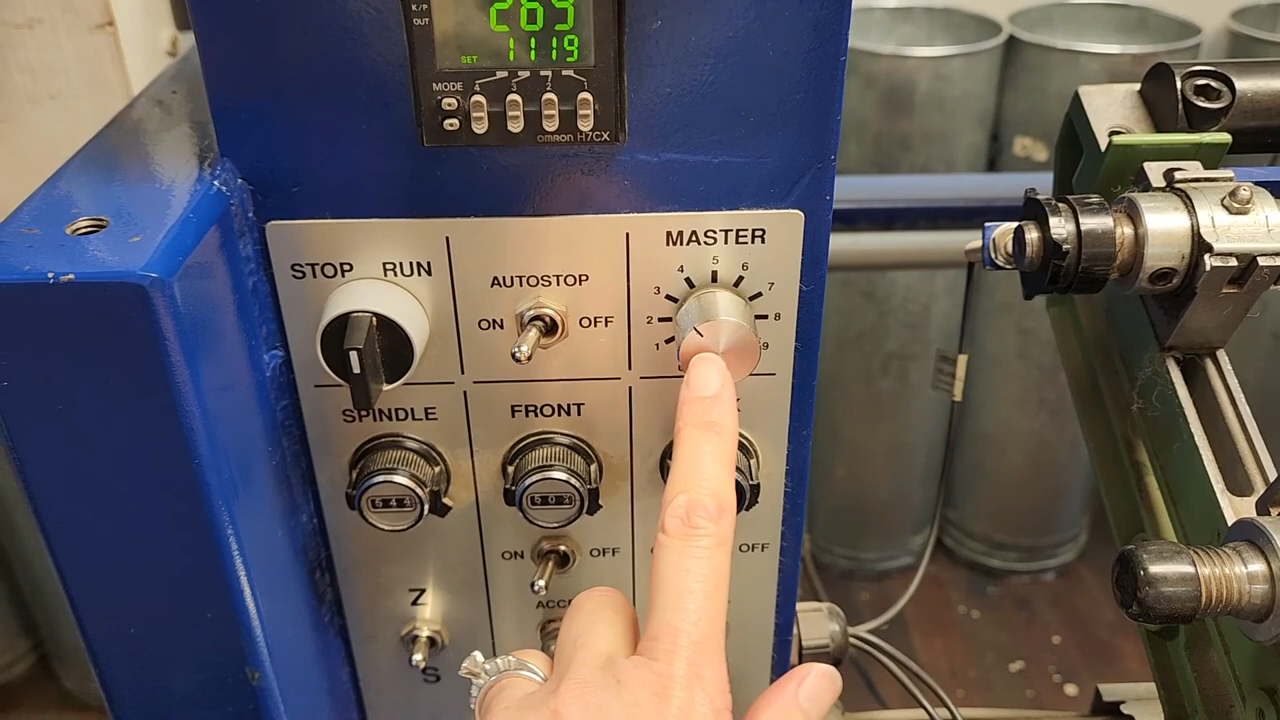 K/P
OUT
269
SET 1119
MODE 4 3 2 1
OMRON H7CX
STOP RUN
AUTOSTOP
ON OFF
MASTER
1 2 3 4 5 6 7 8 9
SPINDLE
FRONT
ON OFF
OFF
Z
S